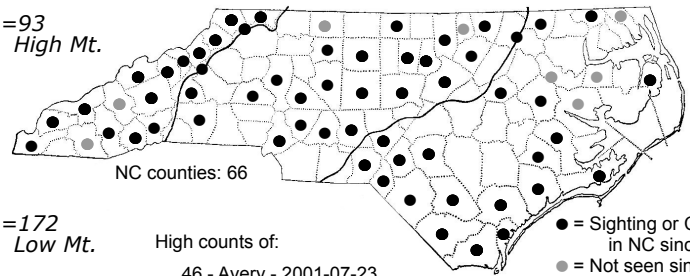 =93
High Mt.
NC counties: 66
=172
Low Mt.
High counts of:
46 - Avery - 2001-07-23
= Sighting or
in NC sinc
= Not seen sin